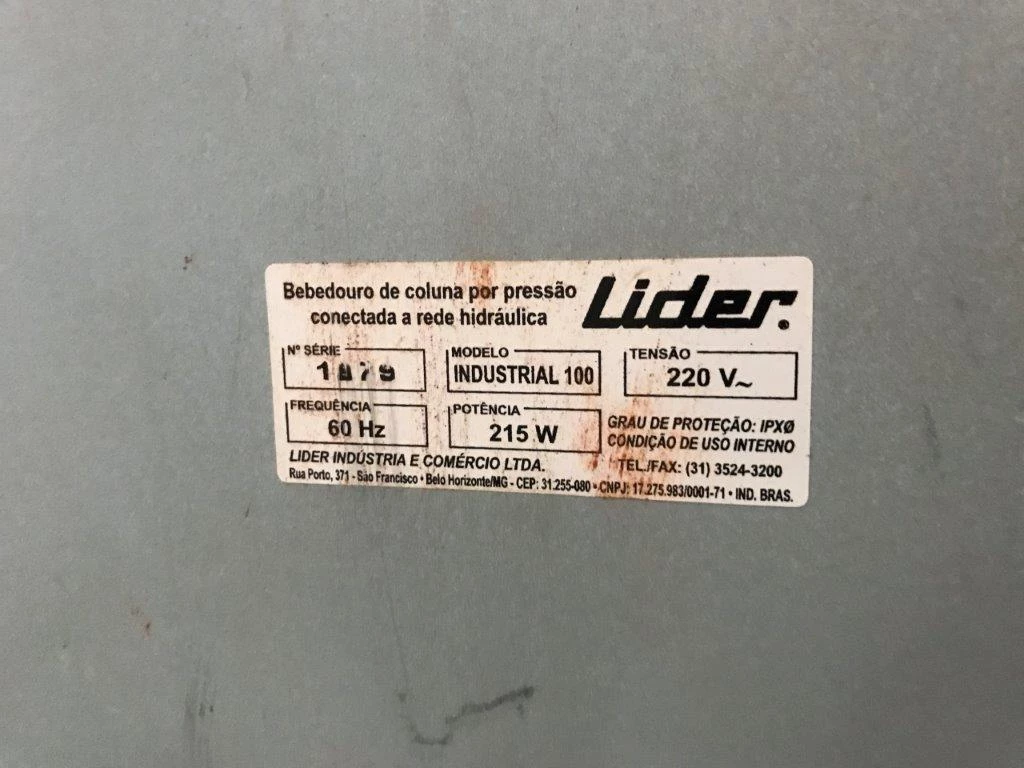 Bebedouro de coluna por pressão
conectada a rede hidráulica
Lider.
Nº SÉRIE
MODELO
INDUSTRIAL 100
TENSÃO
220 V~
FREQUÊNCIA
60 Hz
POTÊNCIA
215 W
GRAU DE PROTEÇÃO: IPXØ
CONDIÇÃO DE USO INTERNO
LIDER INDÚSTRIA E COMÉRCIO LTDA.
TEL./FAX: (31) 3524-3200
Rua Porto, 371 - São Francisco • Belo Horizonte/MG - CEP: 31.255-080 • CNPJ: 17.275.983/0001-71 • IND. BRAS.